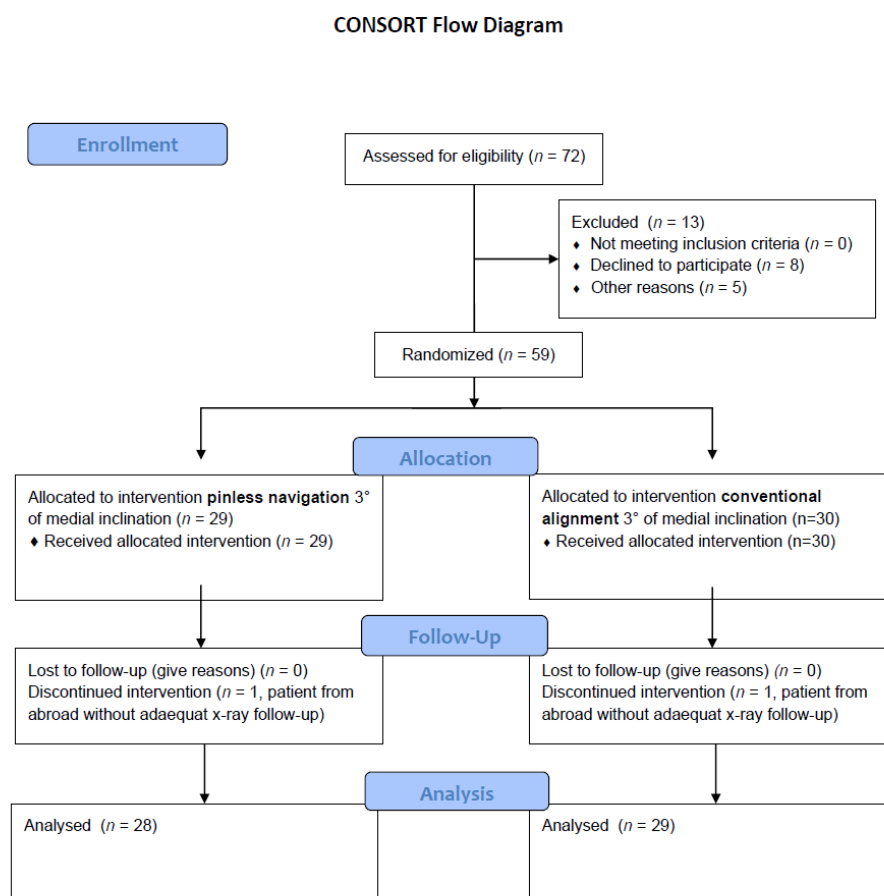 CONSORT Flow Diagram
Enrollment
Assessed for eligibility (n = 72)
Excluded (n = 13)
♦ Not meeting inclusion criteria (n = 0)
♦ Declined to participate (n = 8)
♦ Other reasons (n = 5)
Randomized (n = 59)
Allocation
Allocated to intervention pinless navigation 3°
of medial inclination (n = 29)
♦ Received allocated intervention (n = 29)
Allocated to intervention conventional
alignment 3° of medial inclination (n=30)
♦ Received allocated intervention (n=30)
Follow-Up
Lost to follow-up (give reasons) (n = 0)
Discontinued intervention (n = 1, patient from
abroad without adaequat x-ray follow-up)
Lost to follow-up (give reasons) (n = 0)
Discontinued intervention (n = 1, patient from
abroad without adaequat x-ray follow-up)
Analysis
Analysed (n = 28)
Analysed (n = 29)